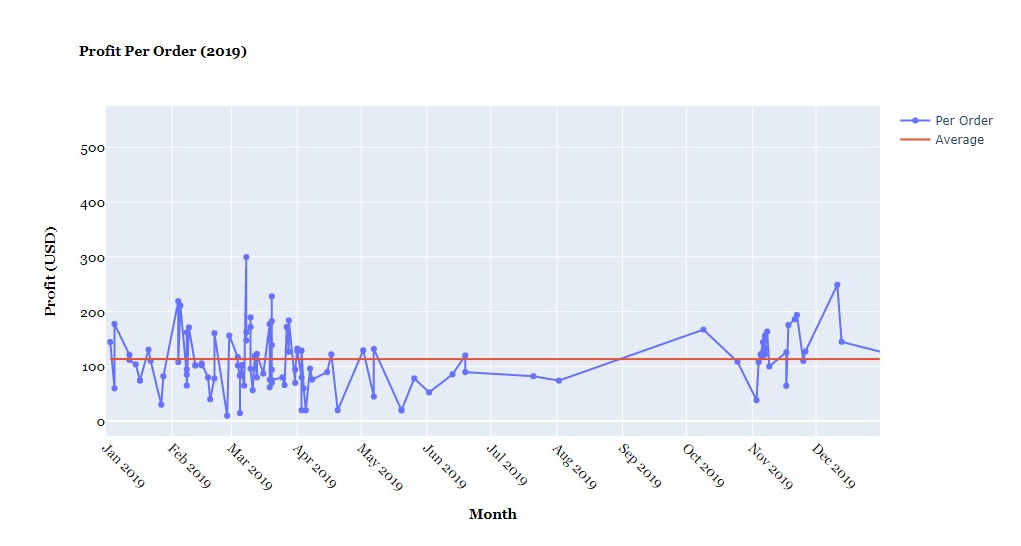 Profit Per Order (2019)
Per Order
Average
500
400
300
200
100
0
Profit (USD)
Jan 2019
Feb 2019
Mar 2019
Apr 2019
May 2019
Jun 2019
Jul 2019
Aug 2019
Sep 2019
Oct 2019
Nov 2019
Dec 2019
Month